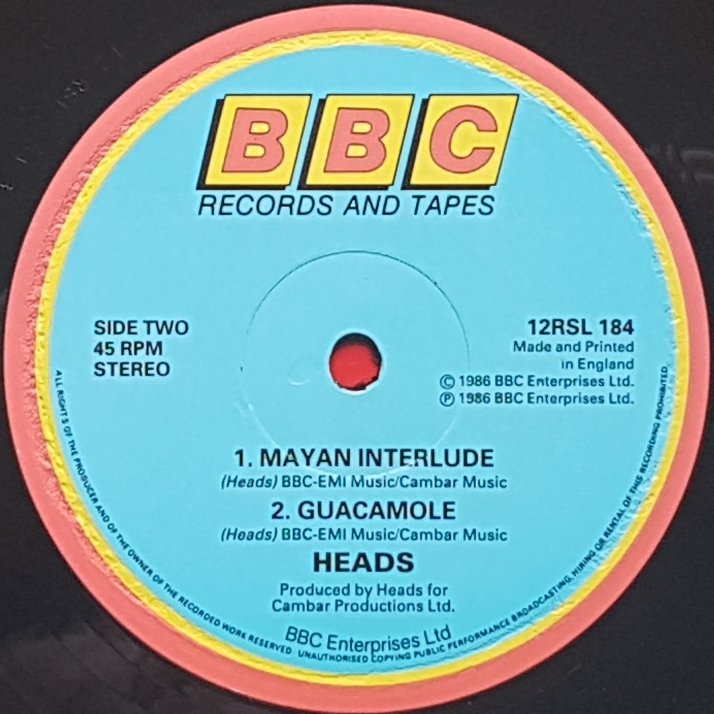 BBC
RECORDS AND TAPES
SIDE TWO
45 RPM
STEREO
12RSL 184
Made and Printed
in England
© 1986 BBC Enterprises Ltd.
℗ 1986 BBC Enterprises Ltd.
1. MAYAN INTERLUDE
(Heads) BBC-EMI Music/Cambar Music
2. GUACAMOLE
(Heads) BBC-EMI Music/Cambar Music
HEADS
Produced by Heads for
Cambar Productions Ltd.
BBC Enterprises Ltd
ALL RIGHTS OF THE PRODUCER AND OF THE OWNER OF THE RECORDED WORK RESERVED · UNAUTHORISED COPYING PUBLIC PERFORMANCE BROADCASTING, HIRING OR RENTAL OF THIS RECORDING PROHIBITED.